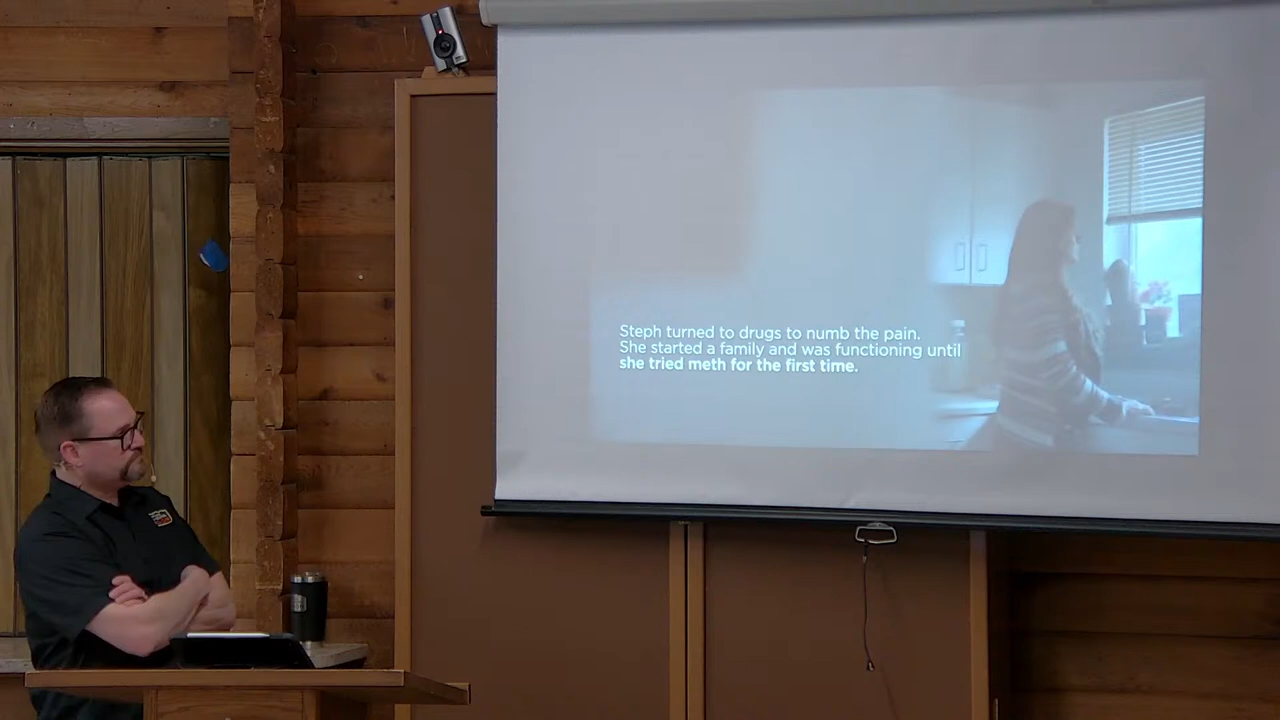 Steph turned to drugs to numb the pain.
She started a family and was functioning until
she tried meth for the first time.